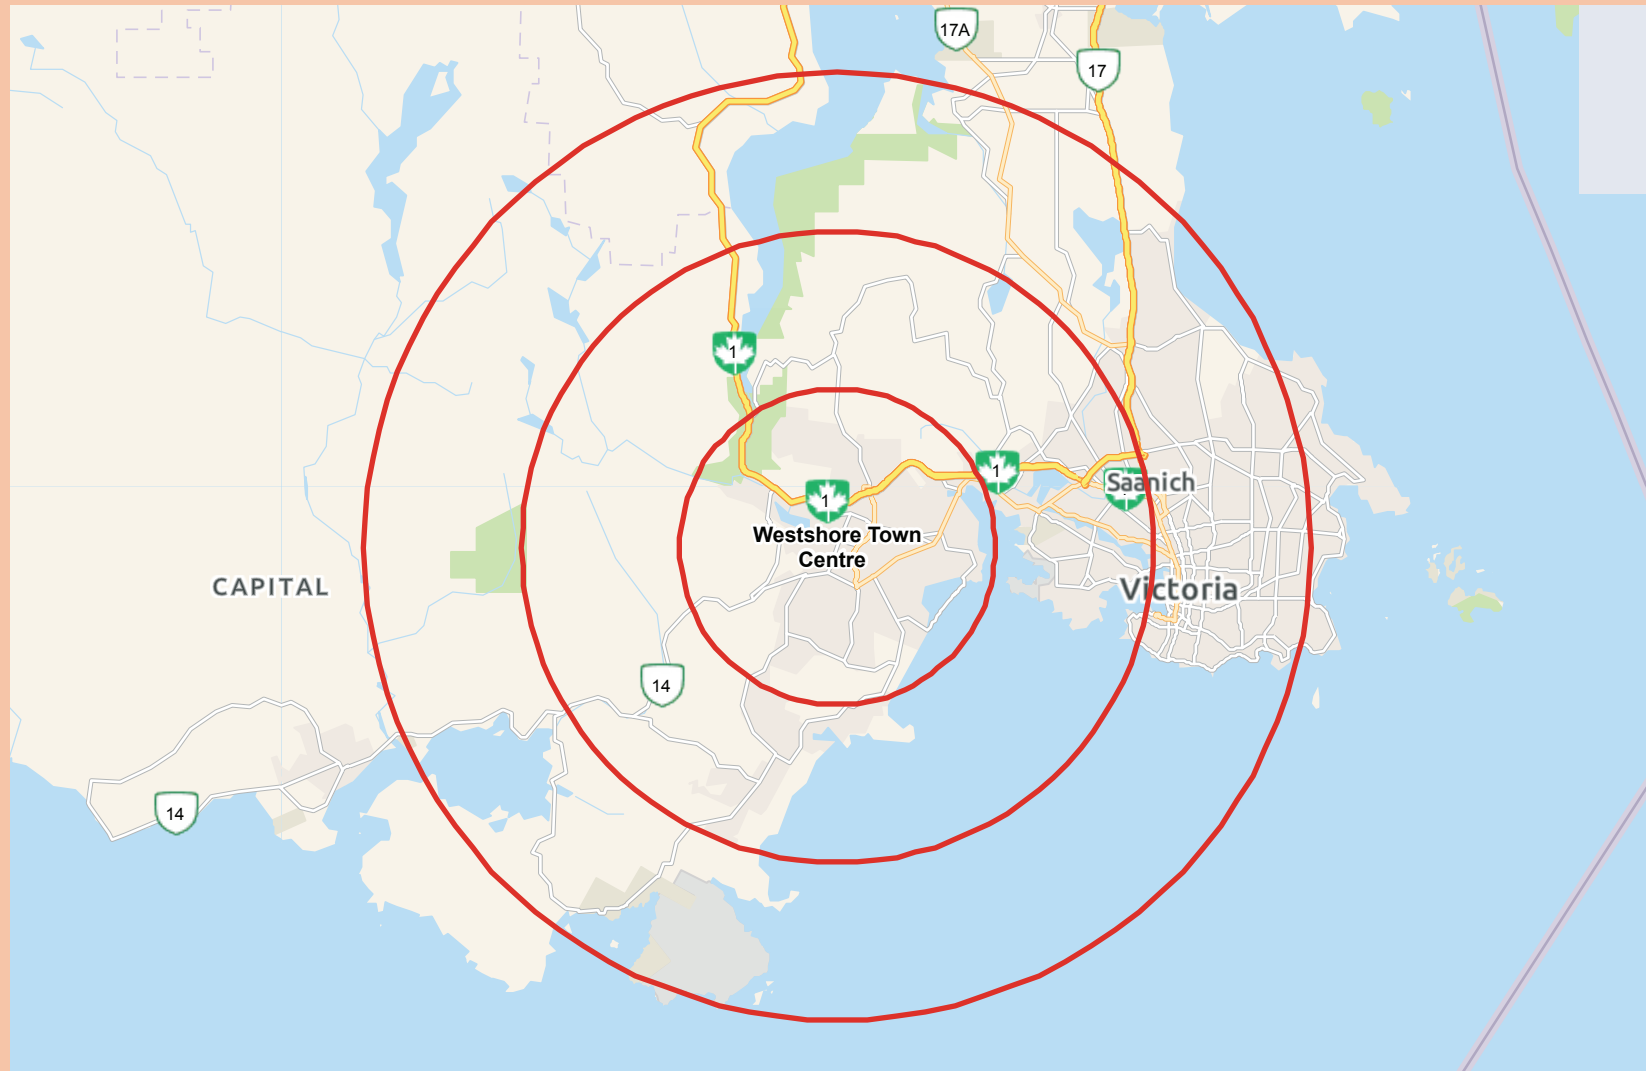 17A
17
1
1
1
Saanich
Westshore Town
Centre
CAPITAL
Victoria
14
14